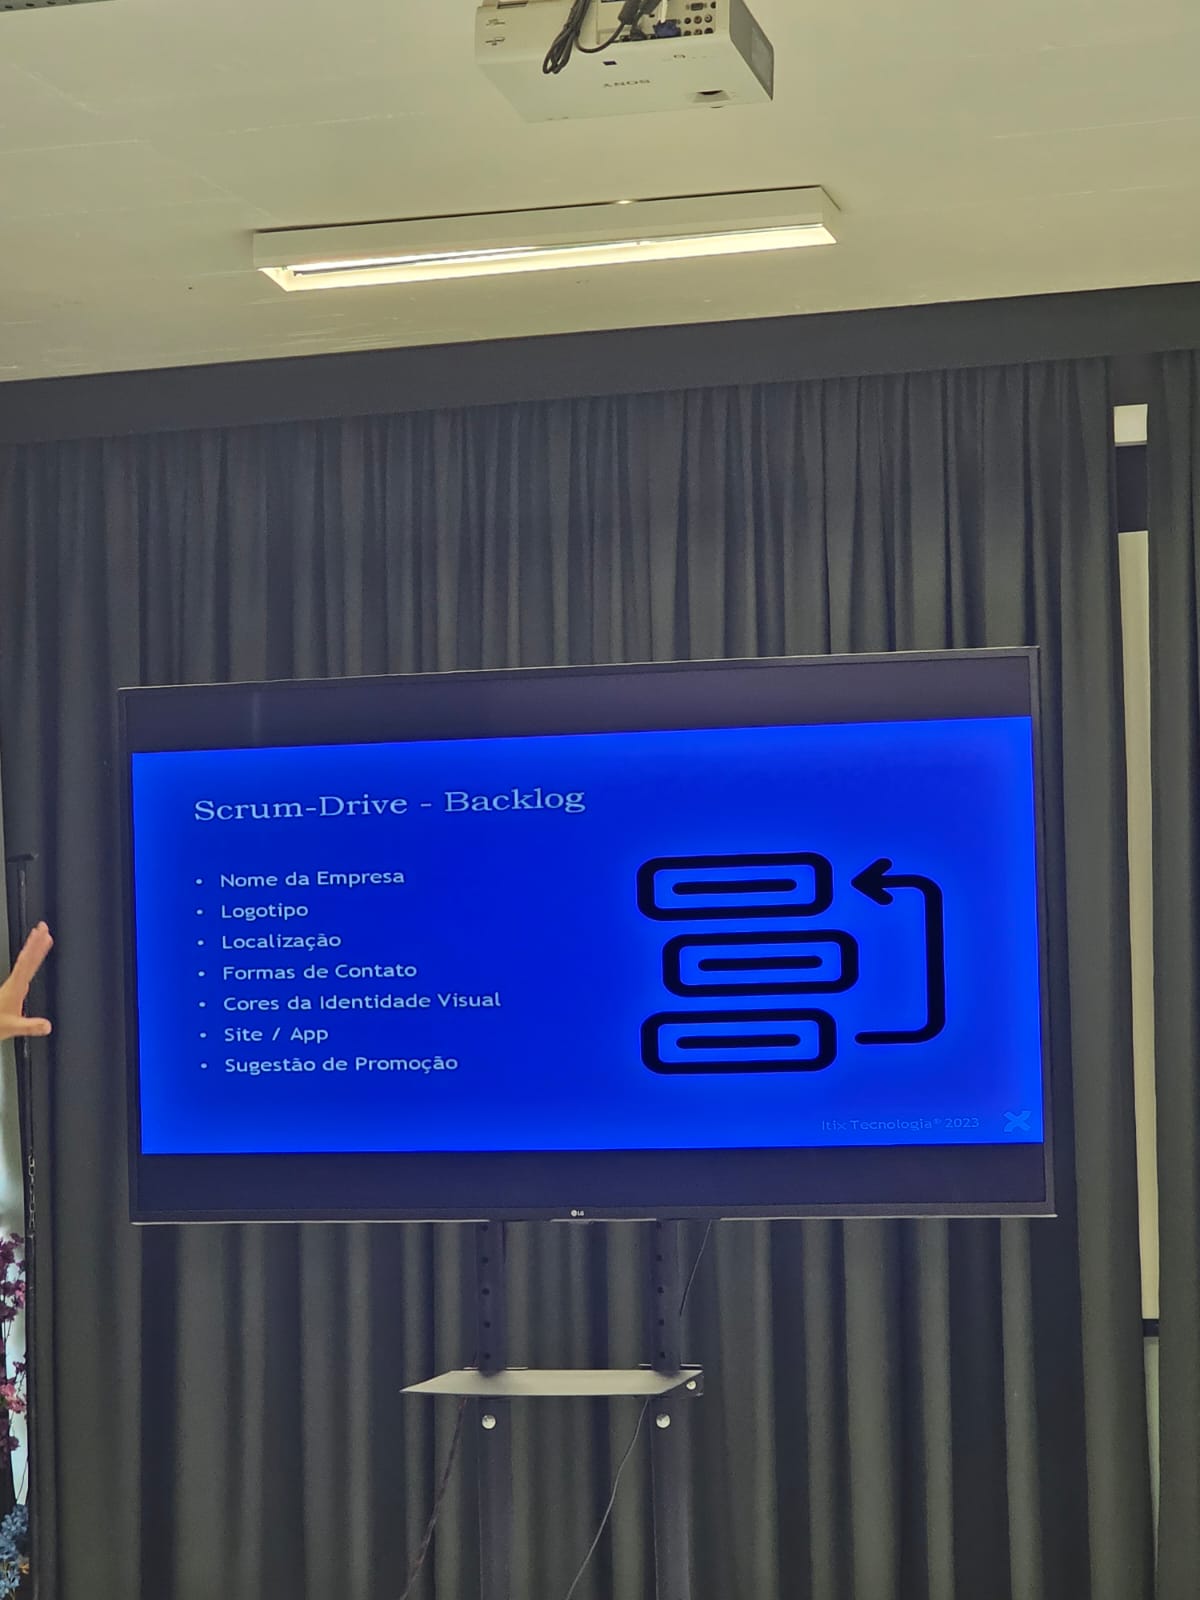 SONY
Scrum-Drive - Backlog
• Nome da Empresa
• Logotipo
• Localização
• Formas de Contato
• Cores da Identidade Visual
• Site / App
• Sugestão de Promoção
Itix Tecnologia® 2023
LG